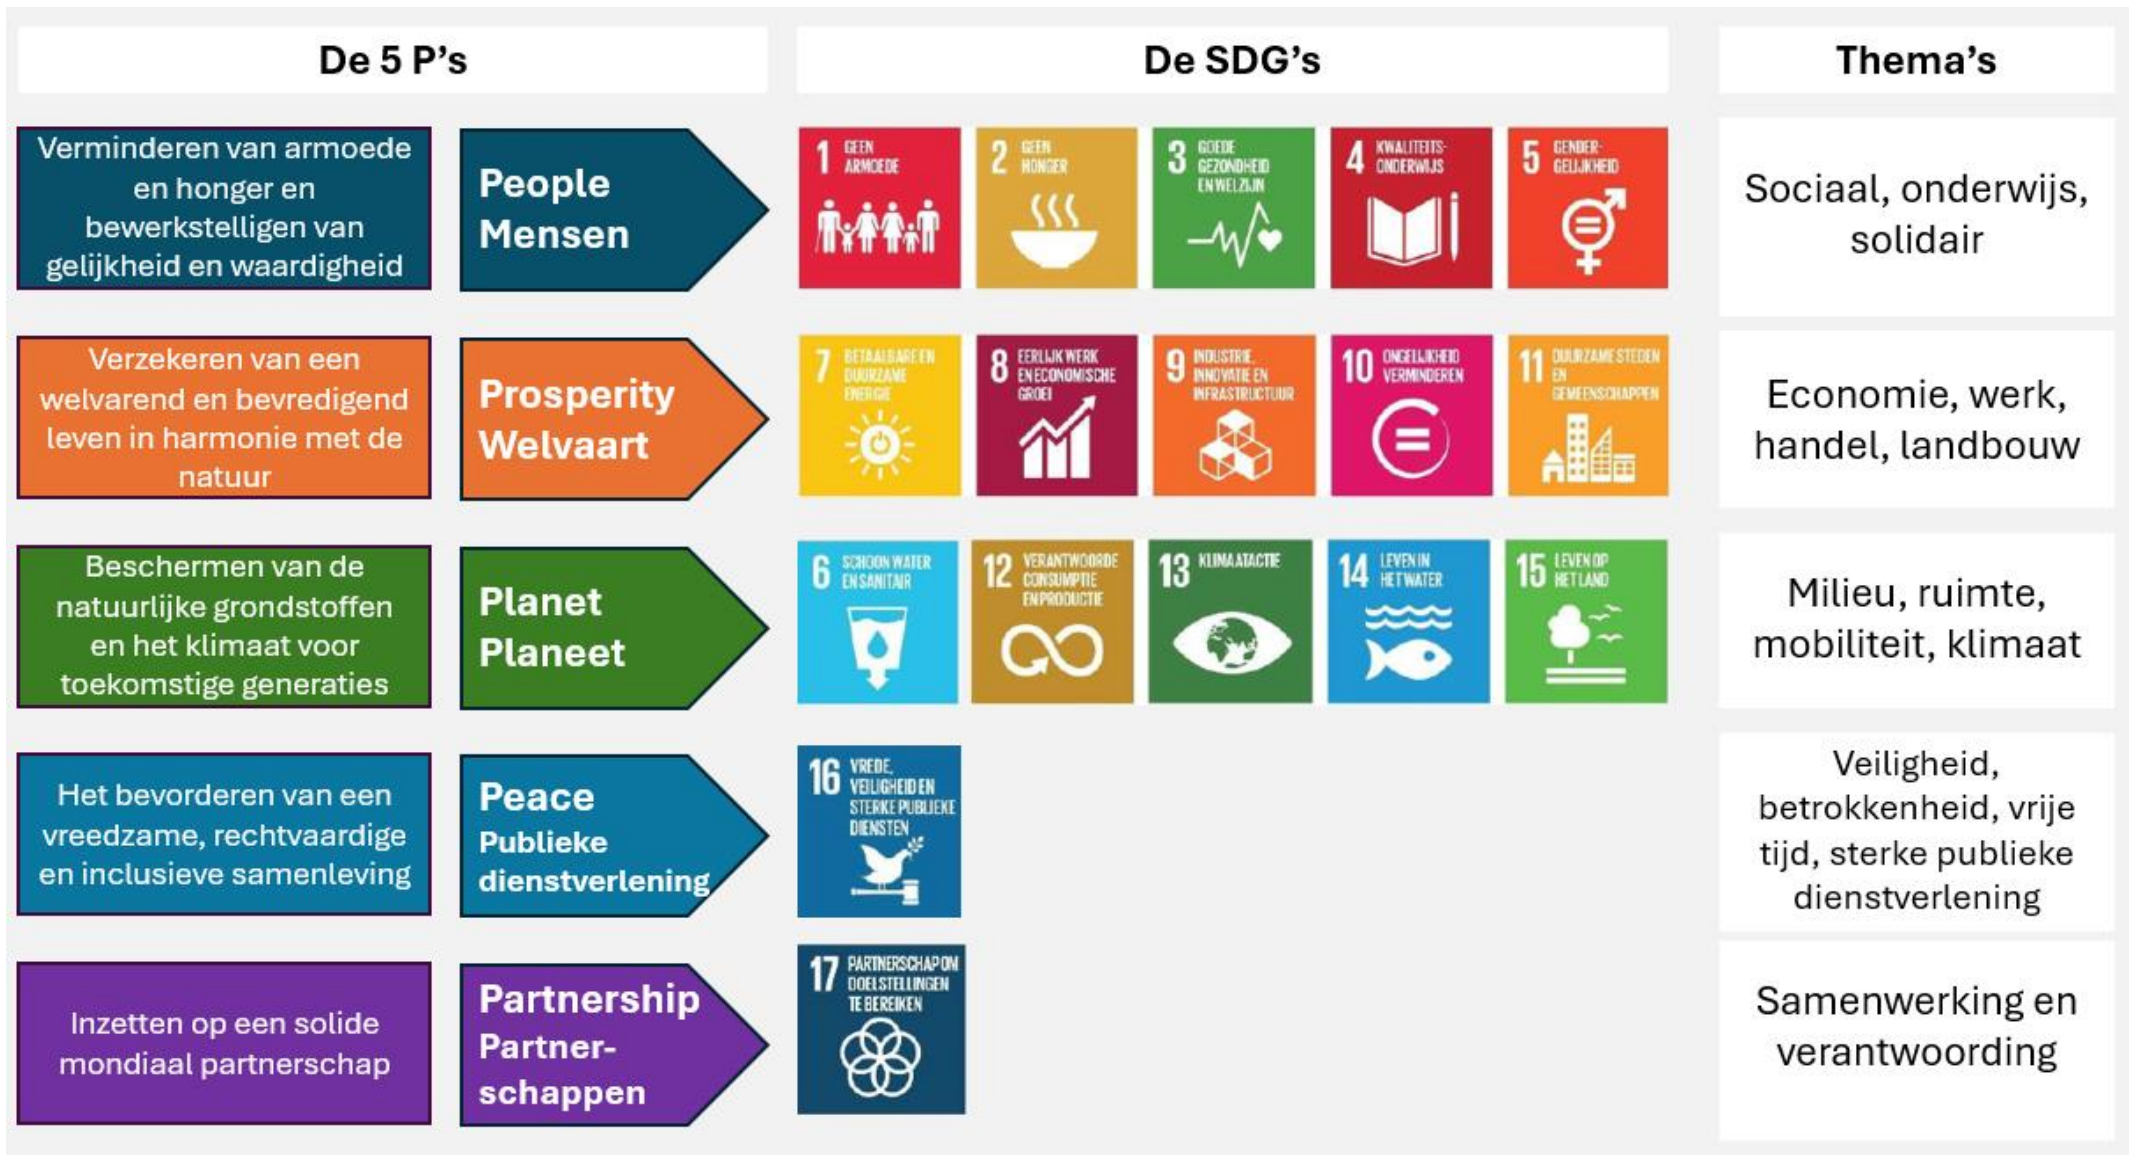 De 5 P's
De SDG's
Thema's
Verminderen van armoede
en honger en
bewerkstelligen van
gelijkheid en waardigheid
People
Mensen
1 GEEN
ARMOEDE
2 GEEN
HONGER
3 GOEDE
GEZONDHEID
EN WELZIJN
4 KWALITEITS-
ONDERWIJS
5 GENDER-
GELIJKHEID
Sociaal, onderwijs,
solidair
Verzekeren van een
welvarend en bevredigend
leven in harmonie met de
natuur
Prosperity
Welvaart
7 BETAALBARE EN
DUURZAME
ENERGIE
8 EERLIJK WERK
EN ECONOMISCHE
GROEI
9 INDUSTRIE,
INNOVATIE EN
INFRASTRUCTUUR
10 ONGELIJKHEID
VERMINDEREN
11 DUURZAME STEDEN
EN
GEMEENSCHAPPEN
Economie, werk,
handel, landbouw
Beschermen van de
natuurlijke grondstoffen
en het klimaat voor
toekomstige generaties
Planet
Planeet
6 SCHOON WATER
EN SANITAIR
12 VERANTWOORDE
CONSUMPTIE
EN PRODUCTIE
13 KLIMAATACTIE
14 LEVEN IN
HET WATER
15 LEVEN OP
HET LAND
Milieu, ruimte,
mobiliteit, klimaat
Het bevorderen van een
vreedzame, rechtvaardige
en inclusieve samenleving
Peace
Publieke
dienstverlening
16 VREDE,
VEILIGHEID EN
STERKE PUBLIEKE
DIENSTEN
Veiligheid,
betrokkenheid, vrije
tijd, sterke publieke
dienstverlening
Inzetten op een solide
mondiaal partnerschap
Partnership
Partner-
schappen
17 PARTNERSCHAP OM
DOELSTELLINGEN
TE BEREIKEN
Samenwerking en
verantwoording